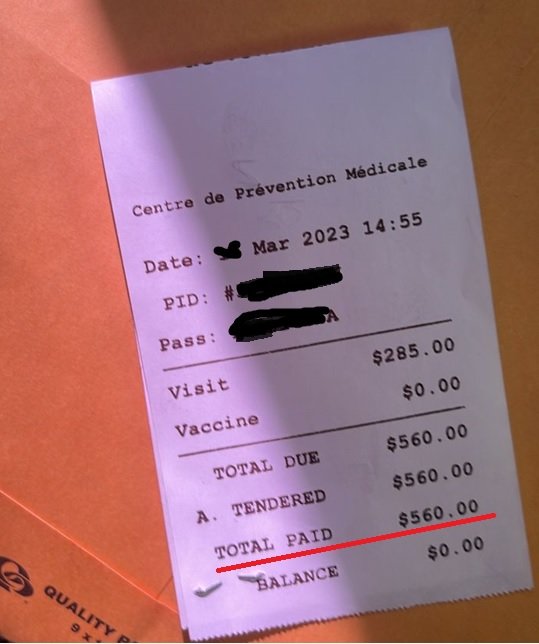 Centre de Prévention Médicale
Date: Mar 2023 14:55
PID: #
Pass: A
Visit $285.00
Vaccine $0.00
TOTAL DUE $560.00
A. TENDERED $560.00
TOTAL PAID $560.00
BALANCE $0.00
QUALITY
9 x